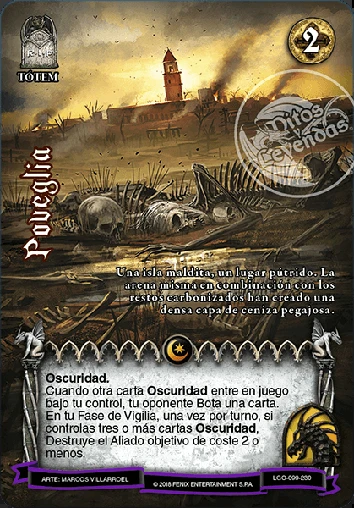 TÓTEM
2
Mitos y Leyendas
Poveglia
Una isla maldita, un lugar pútrido. La
arena misma en combinación con los
restos carbonizados han creado una
densa capa de ceniza pegajosa.
Oscuridad.
Cuando otra carta Oscuridad entre en juego
bajo tu control, tu oponente Bota una carta.
En tu Fase de Vigilia, una vez por turno, si
controlas tres o más cartas Oscuridad,
Destruye el Aliado objetivo de coste 2 o
menos.
ARTE: MARCOS VILLARROEL
© 2018 FENIX ENTERTAINMENT S.P.A